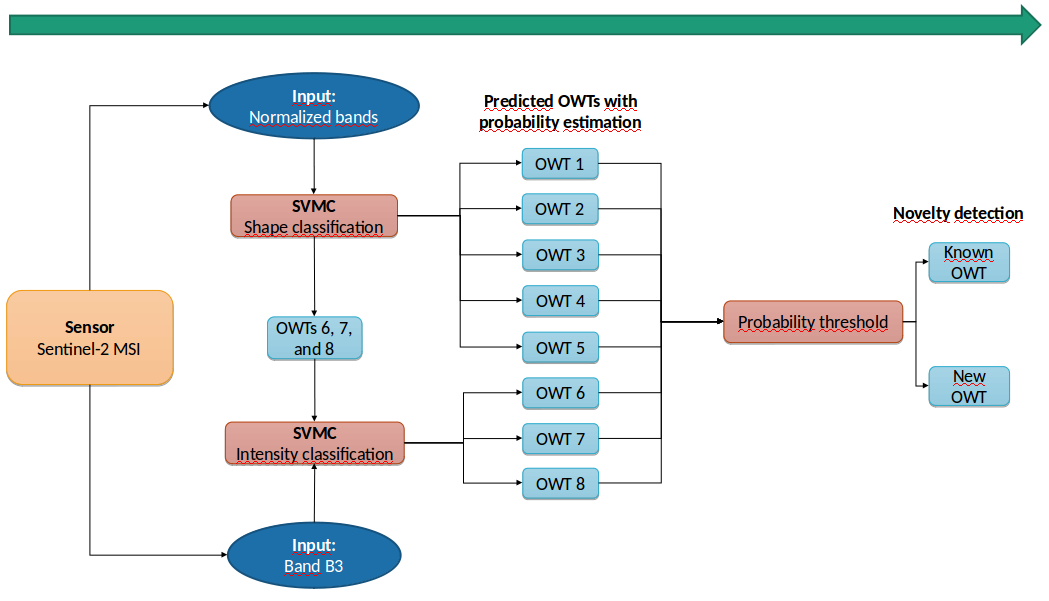 Input:
Normalized bands
Predicted OWTs with
probability estimation
OWT 1
SVMC
Shape classification
OWT 2
OWT 3
OWT 4
OWT 5
OWT 6
OWT 7
OWT 8
Sensor
Sentinel-2 MSI
OWTs 6, 7,
and 8
SVMC
Intensity classification
Input:
Band B3
Probability threshold
Novelty detection
Known
OWT
New
OWT